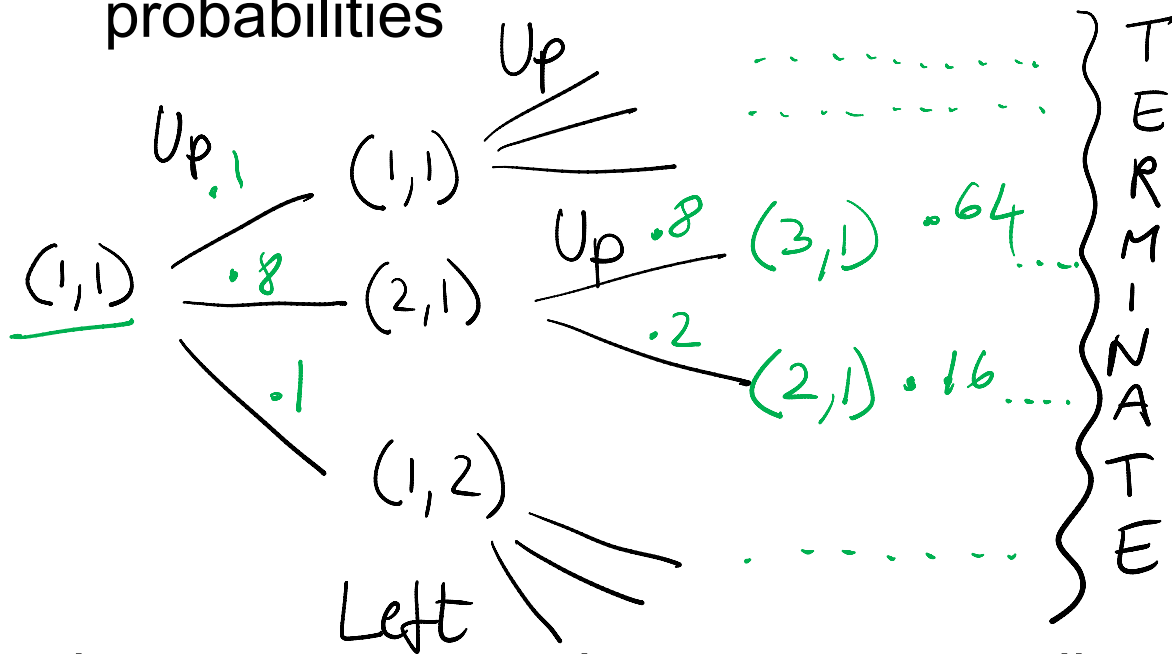 probabilities
Up
Up .1 (1,1)
(1,1) .8 (2,1) Up .8 (3,1) .64 ....
.2 (2,1) .16 ....
.1
(1,2)
Left
TERMINATE